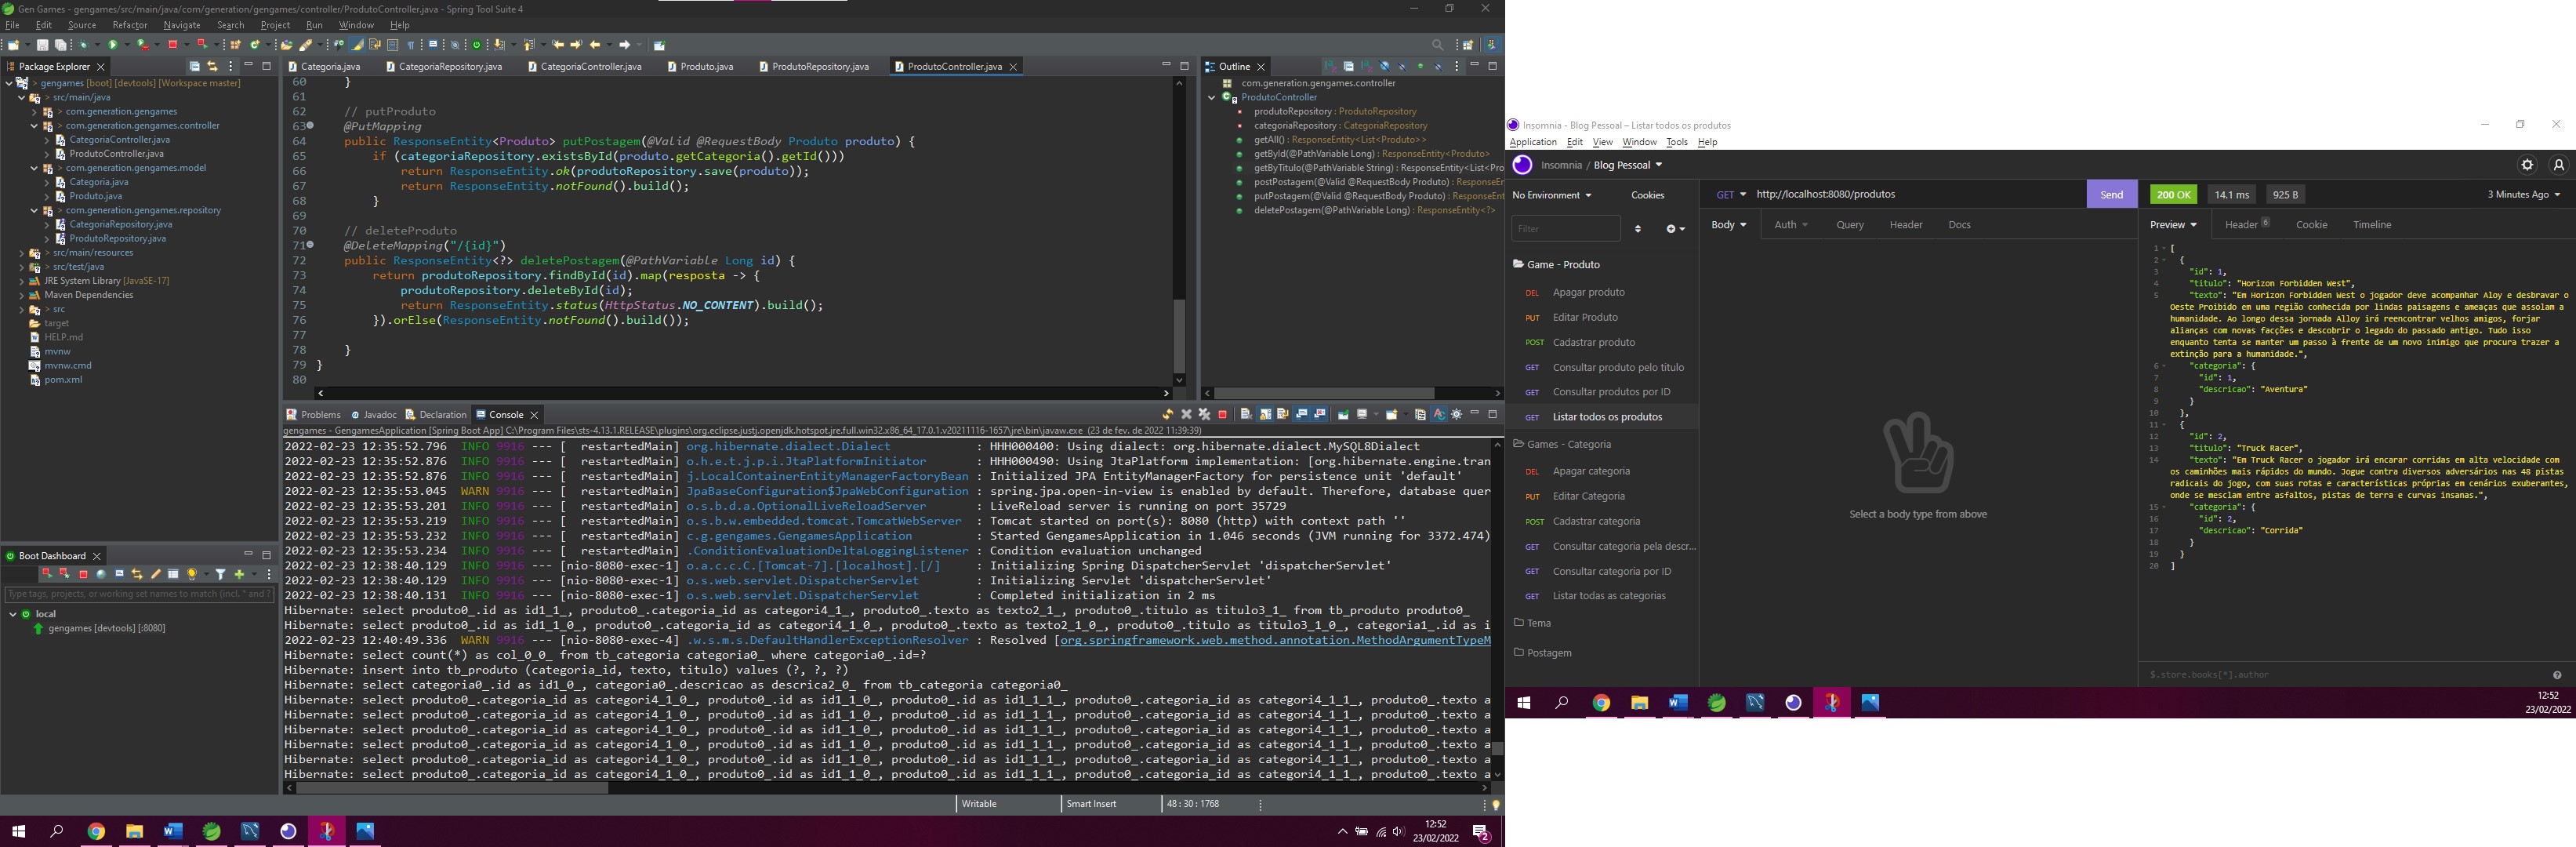 Gen Games - gengames/src/main/java/com/generation/gengames/controller/ProdutoController.java - Spring Tool Suite 4
File Edit Source Refactor Navigate Search Project Run Window Help
Package Explorer
> gengames [boot] [devtools] [Workspace master]
> src/main/java
> com.generation.gengames
> com.generation.gengames.controller
CategoriaController.java
ProdutoController.java
> com.generation.gengames.model
Categoria.java
Produto.java
> com.generation.gengames.repository
CategoriaRepository.java
ProdutoRepository.java
> src/main/resources
> src/test/java
JRE System Library [JavaSE-17]
Maven Dependencies
> src
target
HELP.md
mvnw
mvnw.cmd
pom.xml
Boot Dashboard
Type tags, projects, or working set names to match (incl. * and ?
local
gengames [devtools] [:8080]
Categoria.java CategoriaRepository.java CategoriaController.java Produto.java ProdutoRepository.java ProdutoController.java
60 }
61
62 // putProduto
63 @PutMapping
64 public ResponseEntity<Produto> putPostagem(@Valid @RequestBody Produto produto) {
65 if (categoriaRepository.existsById(produto.getCategoria().getId()))
66 return ResponseEntity.ok(produtoRepository.save(produto));
67 return ResponseEntity.notFound().build();
68 }
69
70 // deleteProduto
71 @DeleteMapping("/{id}")
72 public ResponseEntity<?> deletePostagem(@PathVariable Long id) {
73 return produtoRepository.findById(id).map(resposta -> {
74 produtoRepository.deleteById(id);
75 return ResponseEntity.status(HttpStatus.NO_CONTENT).build();
76 }).orElse(ResponseEntity.notFound().build());
77
78 }
79 }
80
Outline
com.generation.gengames.controller
ProdutoController
produtoRepository : ProdutoRepository
categoriaRepository : CategoriaRepository
getAll() : ResponseEntity<List<Produto>>
getById(@PathVariable Long) : ResponseEntity<Produto>
getByTitulo(@PathVariable String) : ResponseEntity<List<Pro
postPostagem(@Valid @RequestBody Produto) : ResponseEr
putPostagem(@Valid @RequestBody Produto) : ResponseEnt
deletePostagem(@PathVariable Long) : ResponseEntity<?>
Problems Javadoc Declaration Console
gengames - GengamesApplication [Spring Boot App] C:\Program Files\sts-4.13.1.RELEASE\plugins\org.eclipse.justj.openjdk.hotspot.jre.full.win32.x86_64_17.0.1.v20211116-1657\jre\bin\javaw.exe (23 de fev. de 2022 11:39:39)
2022-02-23 12:35:52.796 INFO 9916 --- [ restartedMain] org.hibernate.dialect.Dialect : HHH000400: Using dialect: org.hibernate.dialect.MySQL8Dialect
2022-02-23 12:35:52.876 INFO 9916 --- [ restartedMain] o.h.e.t.j.p.i.JtaPlatformInitiator : HHH000490: Using JtaPlatform implementation: [org.hibernate.engine.tran
2022-02-23 12:35:52.876 INFO 9916 --- [ restartedMain] j.LocalContainerEntityManagerFactoryBean : Initialized JPA EntityManagerFactory for persistence unit 'default'
2022-02-23 12:35:53.045 WARN 9916 --- [ restartedMain] JpaBaseConfiguration$JpaWebConfiguration : spring.jpa.open-in-view is enabled by default. Therefore, database quer
2022-02-23 12:35:53.201 INFO 9916 --- [ restartedMain] o.s.b.d.a.OptionalLiveReloadServer : LiveReload server is running on port 35729
2022-02-23 12:35:53.219 INFO 9916 --- [ restartedMain] o.s.b.w.embedded.tomcat.TomcatWebServer : Tomcat started on port(s): 8080 (http) with context path ''
2022-02-23 12:35:53.232 INFO 9916 --- [ restartedMain] c.g.gengames.GengamesApplication : Started GengamesApplication in 1.046 seconds (JVM running for 3372.474)
2022-02-23 12:35:53.234 INFO 9916 --- [ restartedMain] .ConditionEvaluationDeltaLoggingListener : Condition evaluation unchanged
2022-02-23 12:38:40.129 INFO 9916 --- [nio-8080-exec-1] o.a.c.c.C.[Tomcat-7].[localhost].[/] : Initializing Spring DispatcherServlet 'dispatcherServlet'
2022-02-23 12:38:40.129 INFO 9916 --- [nio-8080-exec-1] o.s.web.servlet.DispatcherServlet : Initializing Servlet 'dispatcherServlet'
2022-02-23 12:38:40.131 INFO 9916 --- [nio-8080-exec-1] o.s.web.servlet.DispatcherServlet : Completed initialization in 2 ms
Hibernate: select produto0_.id as id1_1_, produto0_.categoria_id as categori4_1_, produto0_.texto as texto2_1_, produto0_.titulo as titulo3_1_ from tb_produto produto0_
Hibernate: select produto0_.id as id1_1_0_, produto0_.categoria_id as categori4_1_0_, produto0_.texto as texto2_1_0_, produto0_.titulo as titulo3_1_0_, categoria1_.id as i
2022-02-23 12:40:49.336 WARN 9916 --- [nio-8080-exec-4] .w.s.m.s.DefaultHandlerExceptionResolver : Resolved [org.springframework.web.method.annotation.MethodArgumentTypeM
Hibernate: select count(*) as col_0_0_ from tb_categoria categoria0_ where categoria0_.id=?
Hibernate: insert into tb_produto (categoria_id, texto, titulo) values (?, ?, ?)
Hibernate: select categoria0_.id as id1_0_, categoria0_.descricao as descrica2_0_ from tb_categoria categoria0_
Hibernate: select produto0_.categoria_id as categori4_1_0_, produto0_.id as id1_1_0_, produto0_.id as id1_1_1_, produto0_.categoria_id as categori4_1_1_, produto0_.texto a
Hibernate: select produto0_.categoria_id as categori4_1_0_, produto0_.id as id1_1_0_, produto0_.id as id1_1_1_, produto0_.categoria_id as categori4_1_1_, produto0_.texto a
Hibernate: select produto0_.categoria_id as categori4_1_0_, produto0_.id as id1_1_0_, produto0_.id as id1_1_1_, produto0_.categoria_id as categori4_1_1_, produto0_.texto a
Hibernate: select produto0_.categoria_id as categori4_1_0_, produto0_.id as id1_1_0_, produto0_.id as id1_1_1_, produto0_.categoria_id as categori4_1_1_, produto0_.texto a
Hibernate: select produto0_.categoria_id as categori4_1_0_, produto0_.id as id1_1_0_, produto0_.id as id1_1_1_, produto0_.categoria_id as categori4_1_1_, produto0_.texto a
Hibernate: select produto0_.categoria_id as categori4_1_0_, produto0_.id as id1_1_0_, produto0_.id as id1_1_1_, produto0_.categoria_id as categori4_1_1_, produto0_.texto a
Writable Smart Insert 48 : 30 : 1768
12:52
23/02/2022
2
Insomnia - Blog Pessoal – Listar todos os produtos
Application Edit View Window Tools Help
Insomnia / Blog Pessoal
No Environment Cookies
Filter
Game - Produto
DEL Apagar produto
PUT Editar Produto
POST Cadastrar produto
GET Consultar produto pelo titulo
GET Consultar produtos por ID
GET Listar todos os produtos
Games - Categoria
DEL Apagar categoria
PUT Editar Categoria
POST Cadastrar categoria
GET Consultar categoria pela descr...
GET Consultar categoria por ID
GET Listar todas as categorias
Tema
Postagem
GET http://localhost:8080/produtos Send
Body Auth Query Header Docs
Select a body type from above
200 OK 14.1 ms 925 B 3 Minutes Ago
Preview Header 6 Cookie Timeline
1 [
2 {
3 "id": 1,
4 "titulo": "Horizon Forbidden West",
5 "texto": "Em Horizon Forbidden West o jogador deve acompanhar Aloy e desbravar o
Oeste Proibido em uma região conhecida por lindas paisagens e ameaças que assolam a
humanidade. Ao longo dessa jornada Alloy irá reencontrar velhos amigos, forjar
alianças com novas facções e descobrir o legado do passado antigo. Tudo isso
enquanto tenta se manter um passo à frente de um novo inimigo que procura trazer a
extinção para a humanidade.",
6 "categoria": {
7 "id": 1,
8 "descricao": "Aventura"
9 }
10 },
11 {
12 "id": 2,
13 "titulo": "Truck Racer",
14 "texto": "Em Truck Racer o jogador irá encarar corridas em alta velocidade com
os caminhões mais rápidos do mundo. Jogue contra diversos adversários nas 48 pistas
radicais do jogo, com suas rotas e características próprias em cenários exuberantes,
onde se mesclam entre asfaltos, pistas de terra e curvas insanas.",
15 "categoria": {
16 "id": 2,
17 "descricao": "Corrida"
18 }
19 }
20 ]
$.store.books[*].author
12:52
23/02/2022